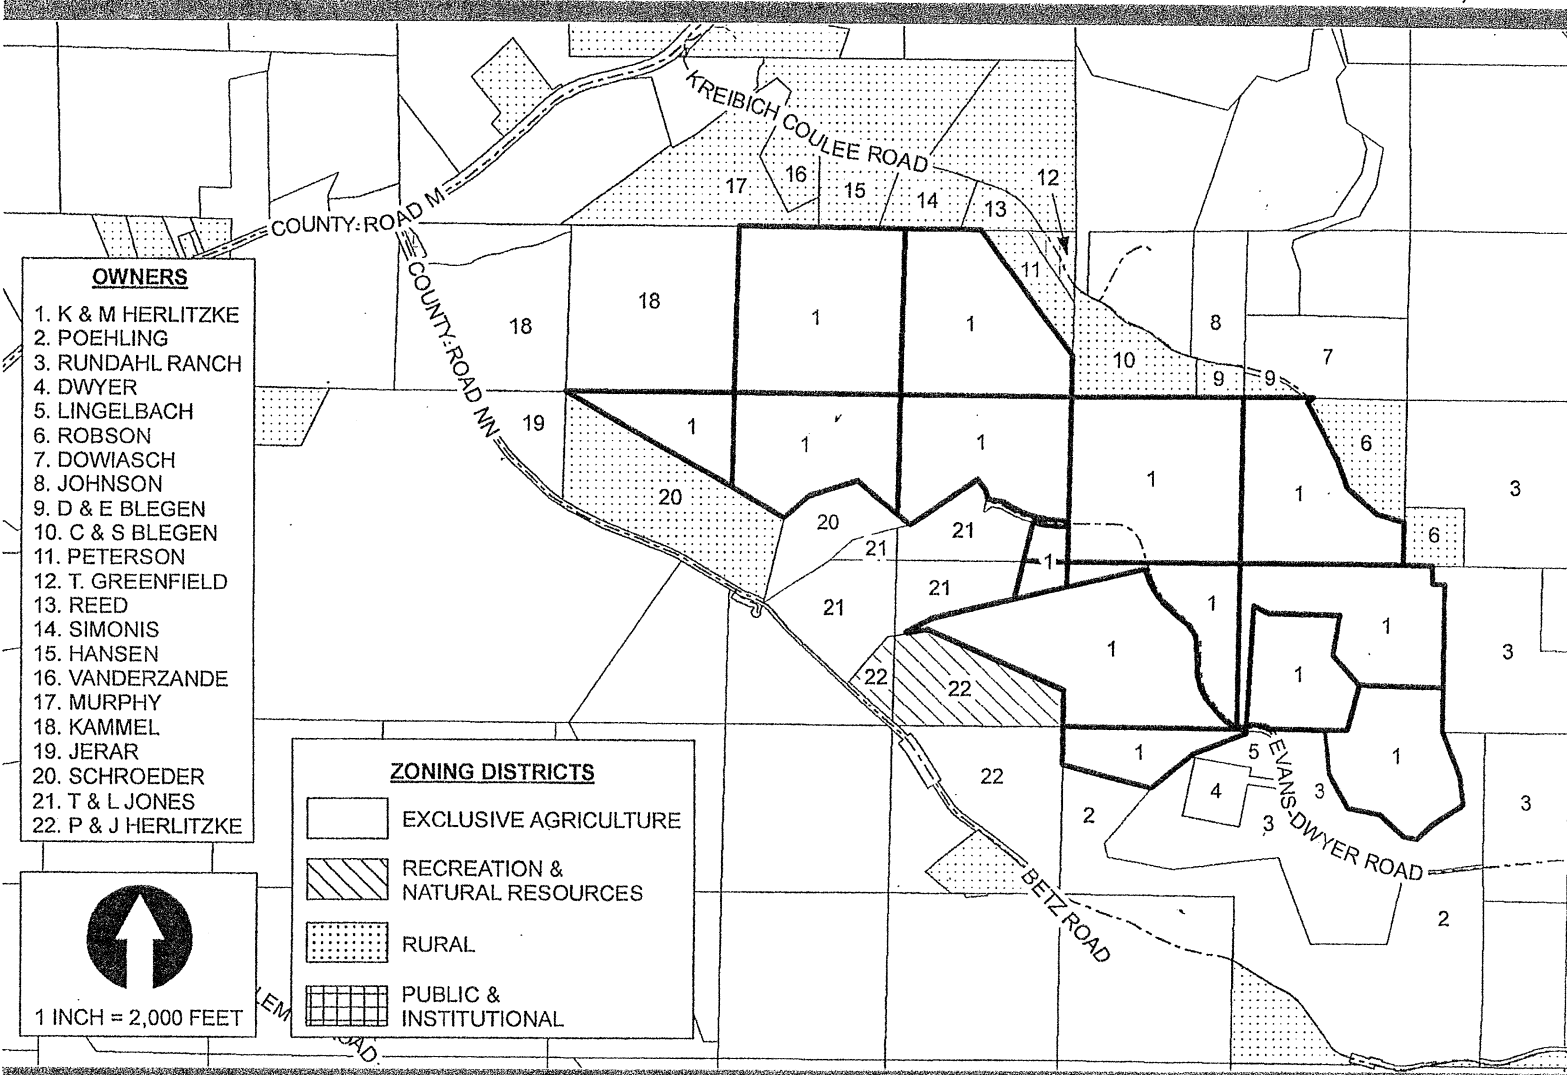 KREIBICH COULEE ROAD
12
17
16
15
14
13
COUNTY ROAD M
11
OWNERS
1. K & M HERLITZKE
2. POEHLING
3. RUNDAHL RANCH
4. DWYER
5. LINGELBACH
6. ROBSON
7. DOWIASCH
8. JOHNSON
9. D & E BLEGEN
10. C & S BLEGEN
11. PETERSON
12. T. GREENFIELD
13. REED
14. SIMONIS
15. HANSEN
16. VANDERZANDE
17. MURPHY
18. KAMMEL
19. JERAR
20. SCHROEDER
21. T & L JONES
22. P & J HERLITZKE
COUNTY ROAD NN
18
18
1
1
8
10
7
9
9
19
1
1
1
6
20
1
1
3
20
21
21
6
1
21
21
1
1
3
1
1
22
22
1
1
1
5
22
4
3
3
2
3
EVANS-DWYER ROAD
BETZ ROAD
2
ZONING DISTRICTS
EXCLUSIVE AGRICULTURE
RECREATION &
NATURAL RESOURCES
RURAL
PUBLIC &
INSTITUTIONAL
1 INCH = 2,000 FEET